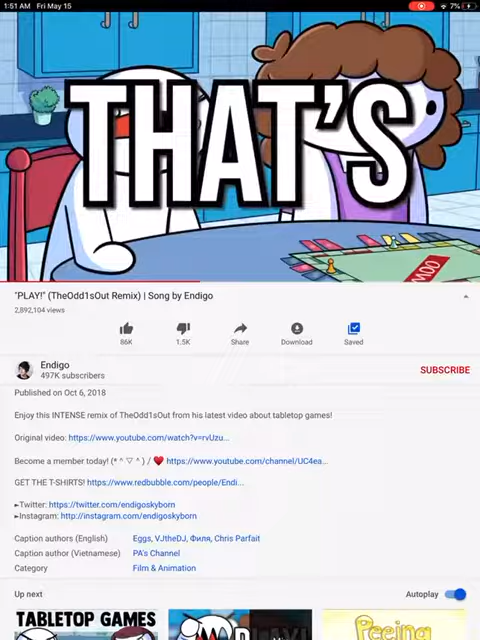 1:51 AM Fri May 15
7%
THAT'S
"PLAY!" (TheOdd1sOut Remix) | Song by Endigo
2,892,104 views
86K
1.5K
Share
Download
Saved
Endigo
497K subscribers
SUBSCRIBE
Published on Oct 6, 2018
Enjoy this INTENSE remix of TheOdd1sOut from his latest video about tabletop games!
Original video: https://www.youtube.com/watch?v=rvUzu...
Become a member today! (* ^ ▽ ^ ) / ❤ https://www.youtube.com/channel/UC4ea...
GET THE T-SHIRTS! https://www.redbubble.com/people/Endi...
►Twitter: https://twitter.com/endigoskyborn
►Instagram: http://instagram.com/endigoskyborn
Caption authors (English) Eggs, VJtheDJ, Филя, Chris Parfait
Caption author (Vietnamese) PA's Channel
Category Film & Animation
Up next
Autoplay
TABLETOP GAMES
Peeing